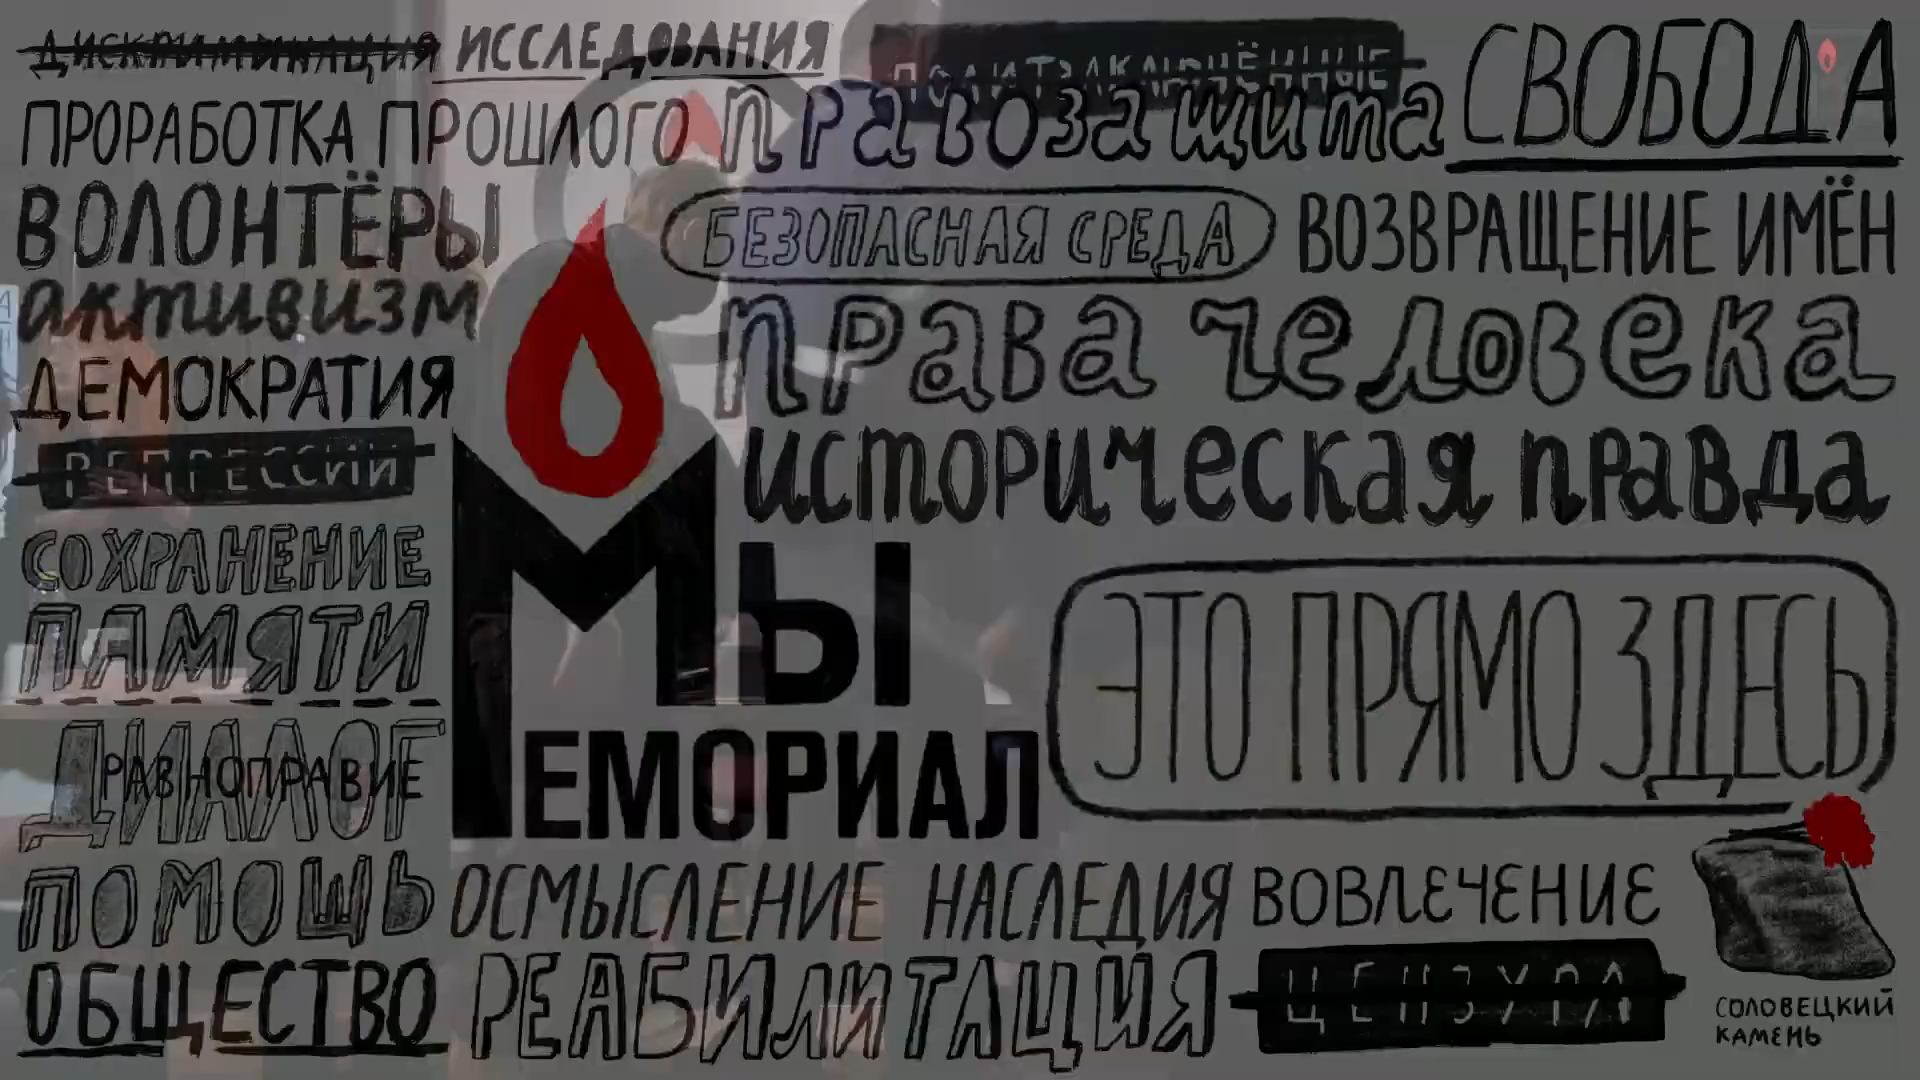 ДИСКРИМИНАЦИЯ ИССЛЕДОВАНИЯ ПОЛИТЗАКЛЮЧЁННЫЕ СВОБОДА
ПРОРАБОТКА ПРОШЛОГО правозащита
ВОЛОНТЁРЫ БЕЗОПАСНАЯ СРЕДА ВОЗВРАЩЕНИЕ ИМЁН
активизм права человека
ДЕМОКРАТИЯ
РЕПРЕССИИ историческая правда
СОХРАНЕНИЕ
ПАМЯТИ
МЫ
ЭТО ПРЯМО ЗДЕСЬ
ДИАЛОГ
РАВНОПРАВИЕ
ЕМОРИАЛ
ПОМОЩЬ ОСМЫСЛЕНИЕ НАСЛЕДИЯ ВОВЛЕЧЕНИЕ
ОБЩЕСТВО РЕАБИЛИТАЦИЯ ЦЕНЗУРА
СОЛОВЕЦКИЙ
КАМЕНЬ